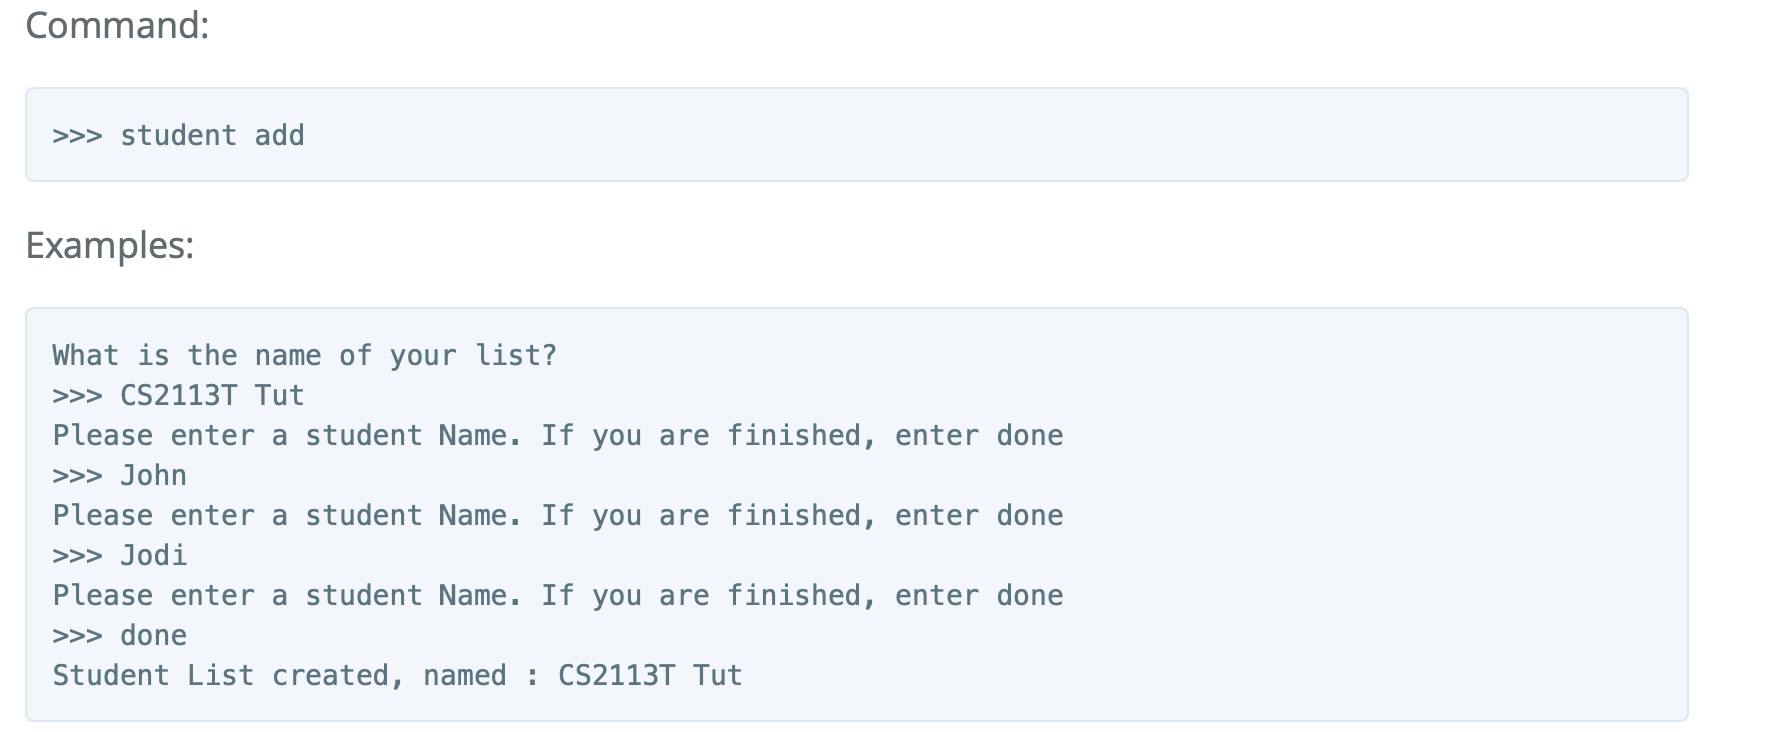 Command:
>>> student add
Examples:
What is the name of your list?
>>> CS2113T Tut
Please enter a student Name. If you are finished, enter done
>>> John
Please enter a student Name. If you are finished, enter done
>>> Jodi
Please enter a student Name. If you are finished, enter done
>>> done
Student List created, named : CS2113T Tut